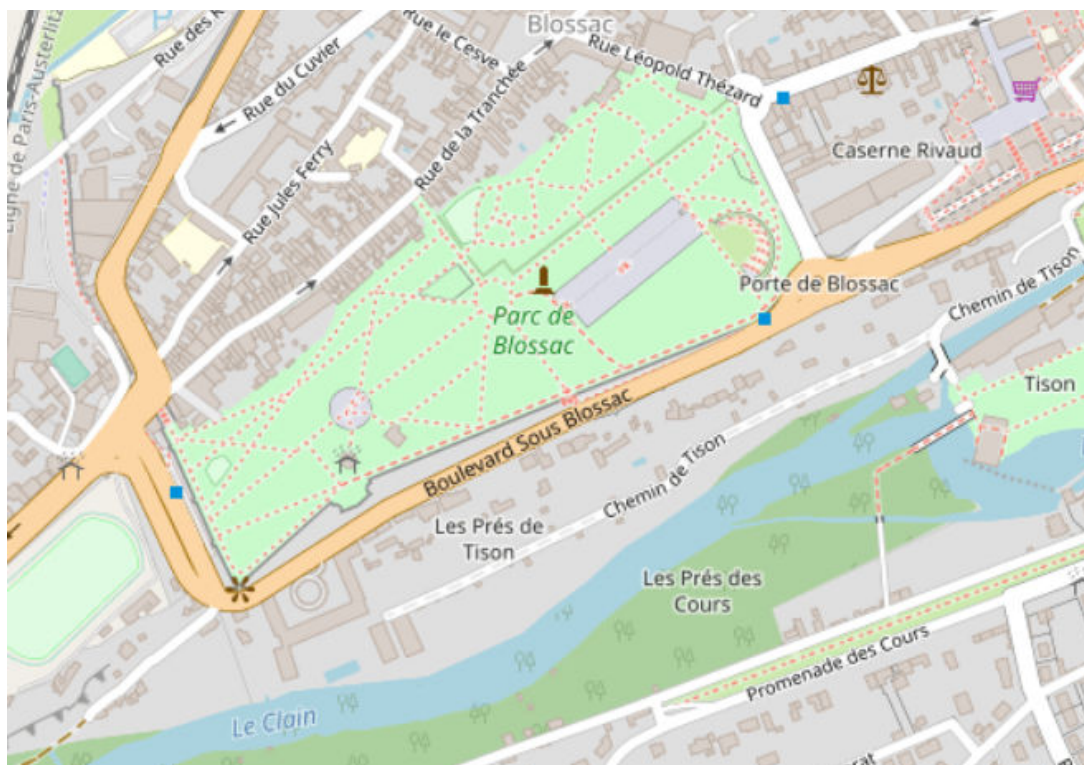 Blossac
Ligne de Paris-Austerlitz
Rue des
Rue du Cuvier
Rue le Cesve
Rue Léopold Thézard
Rue de la Tranchée
Rue Jules Ferry
Caserne Rivaud
Porte de Blossac
Chemin de Tison
Parc de
Blossac
Tison
Boulevard Sous Blossac
Chemin de Tison
Les Prés de
Tison
Les Prés des
Cours
Promenade des Cours
Le Clain